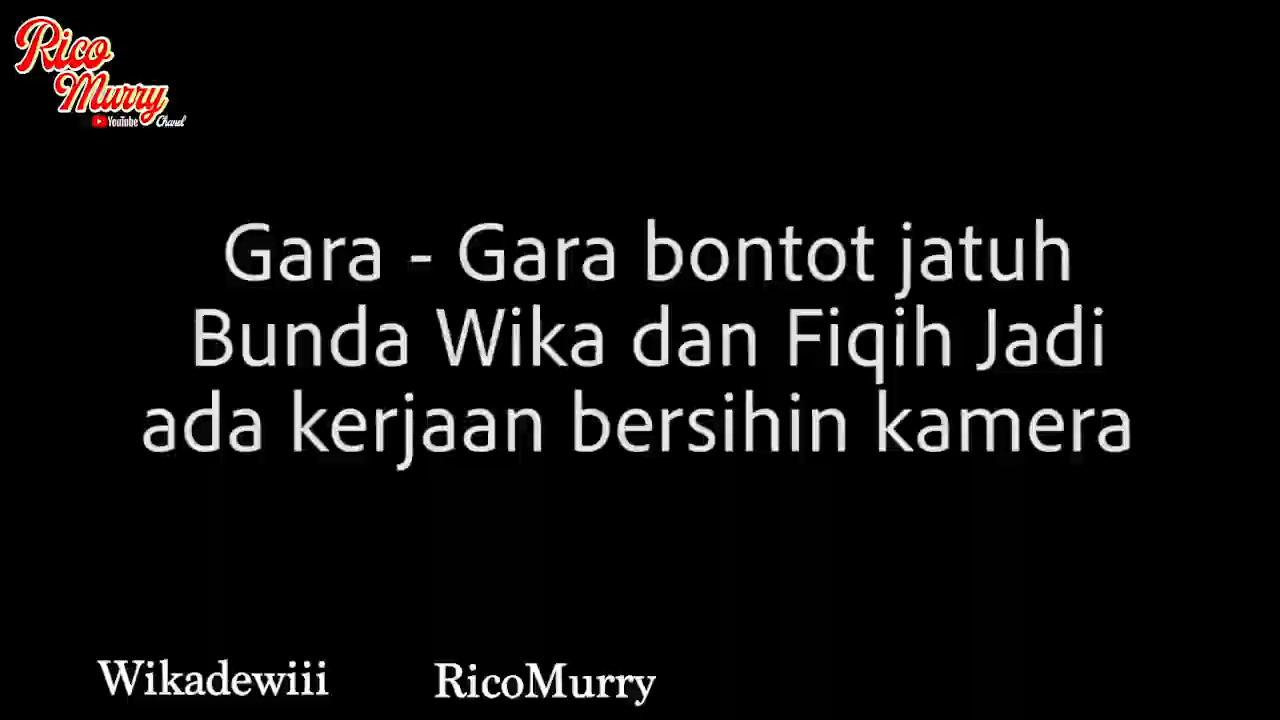 Rico
Murry
YouTube Chanel
Gara - Gara bontot jatuh
Bunda Wika dan Fiqih Jadi
ada kerjaan bersihin kamera
Wikadewiii RicoMurry